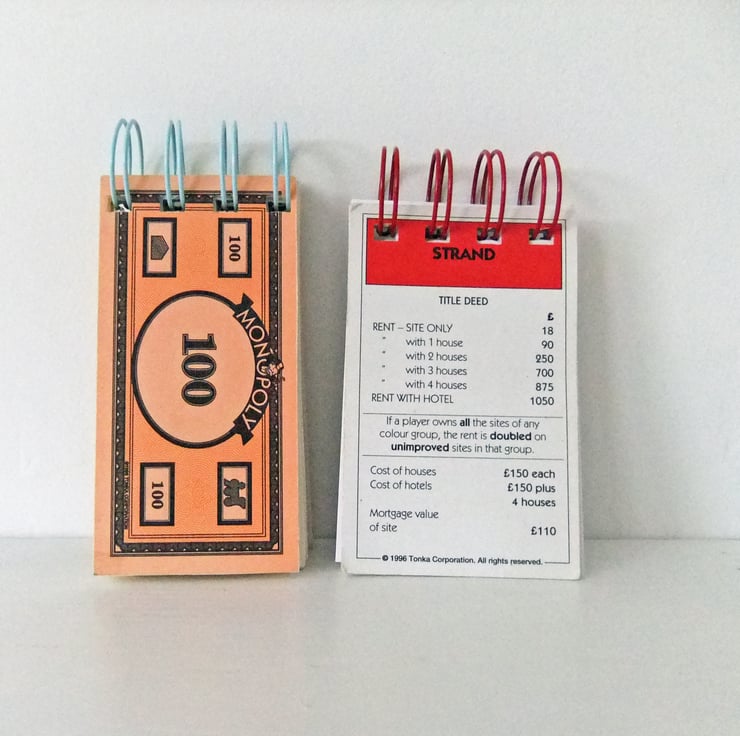 100
100
MONOPOLY
100
STRAND
TITLE DEED
£
RENT – SITE ONLY 18
" with 1 house 90
" with 2 houses 250
" with 3 houses 700
" with 4 houses 875
RENT WITH HOTEL 1050
If a player owns all the sites of any
colour group, the rent is doubled on
unimproved sites in that group.
Cost of houses £150 each
Cost of hotels £150 plus
4 houses
Mortgage value
of site £110
© 1996 Tonka Corporation. All rights reserved.